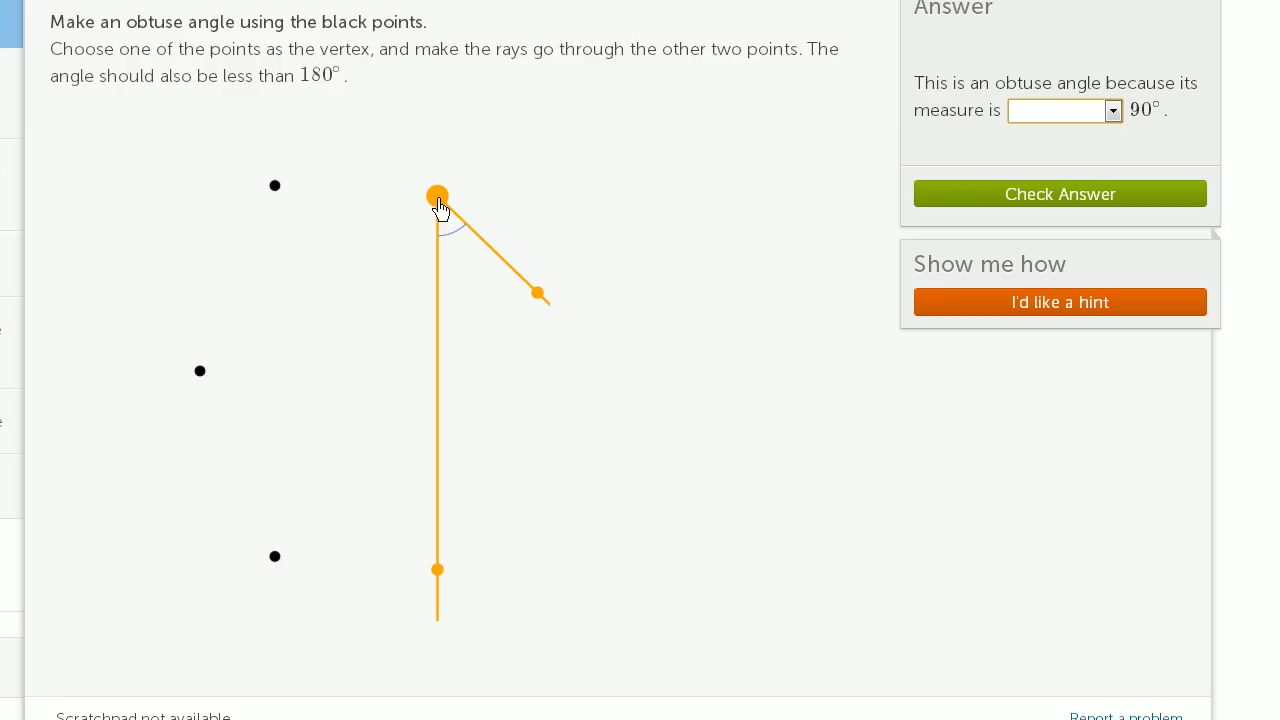 Make an obtuse angle using the black points.
Choose one of the points as the vertex, and make the rays go through the other two points. The
angle should also be less than 180°.
Answer
This is an obtuse angle because its
measure is 90°.
Check Answer
Show me how
I'd like a hint
Scratchpad not available
Report a problem